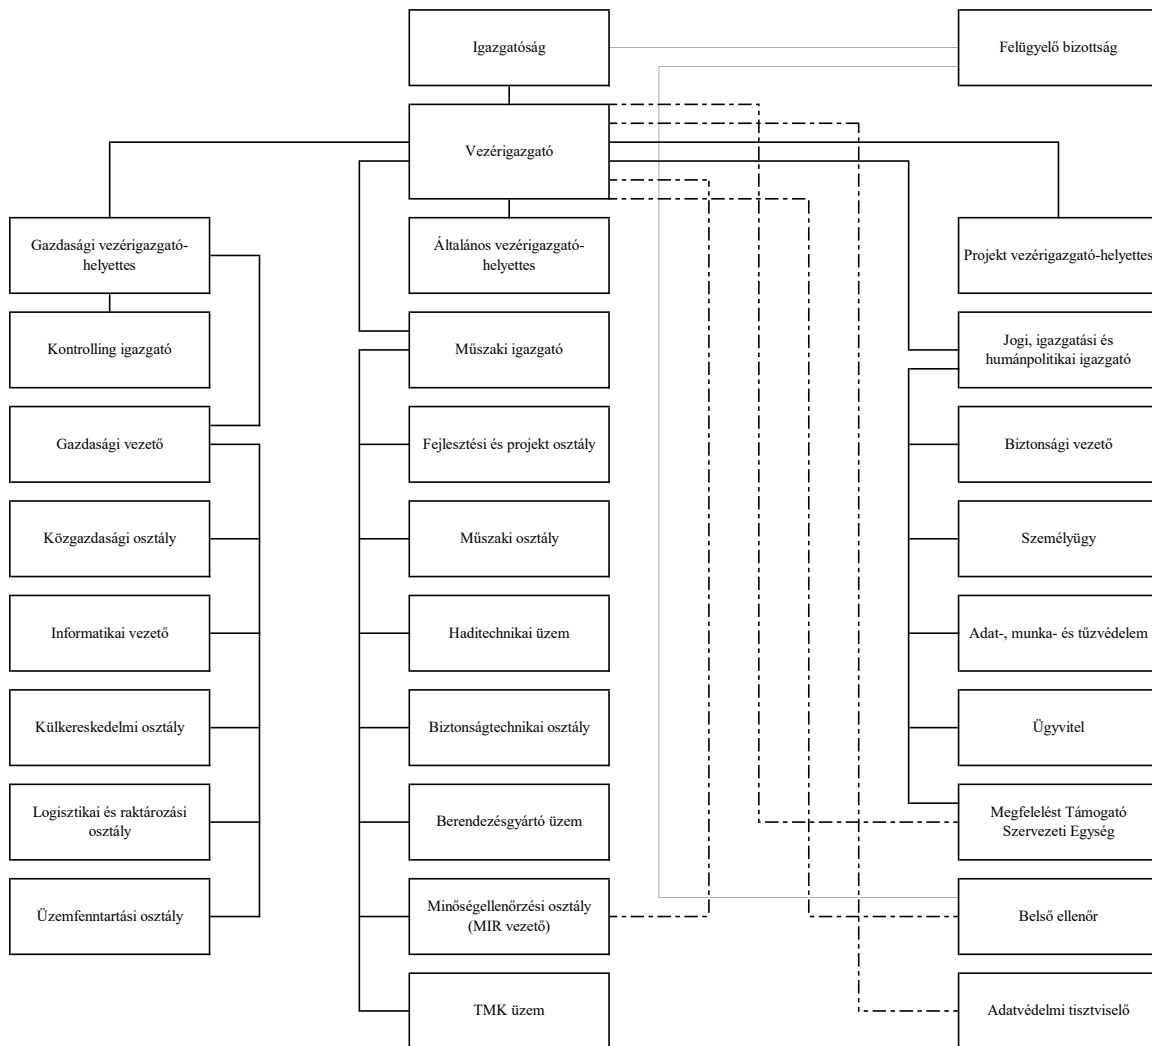 Igazgatóság
Felügyelő bizottság
Vezérigazgató
Gazdasági vezérigazgató-
helyettes
Általános vezérigazgató-
helyettes
Projekt vezérigazgató-helyettes
Kontrolling igazgató
Műszaki igazgató
Jogi, igazgatási és
humánpolitikai igazgató
Gazdasági vezető
Fejlesztési és projekt osztály
Biztonsági vezető
Közgazdasági osztály
Műszaki osztály
Személyügy
Informatikai vezető
Haditechnikai üzem
Adat-, munka- és tűzvédelem
Külkereskedelmi osztály
Biztonságtechnikai osztály
Ügyvitel
Logisztikai és raktározási
osztály
Berendezésgyártó üzem
Megfelelést Támogató
Szervezeti Egység
Üzemfenntartási osztály
Minőségellenőrzési osztály
(MIR vezető)
Belső ellenőr
TMK üzem
Adatvédelmi tisztviselő